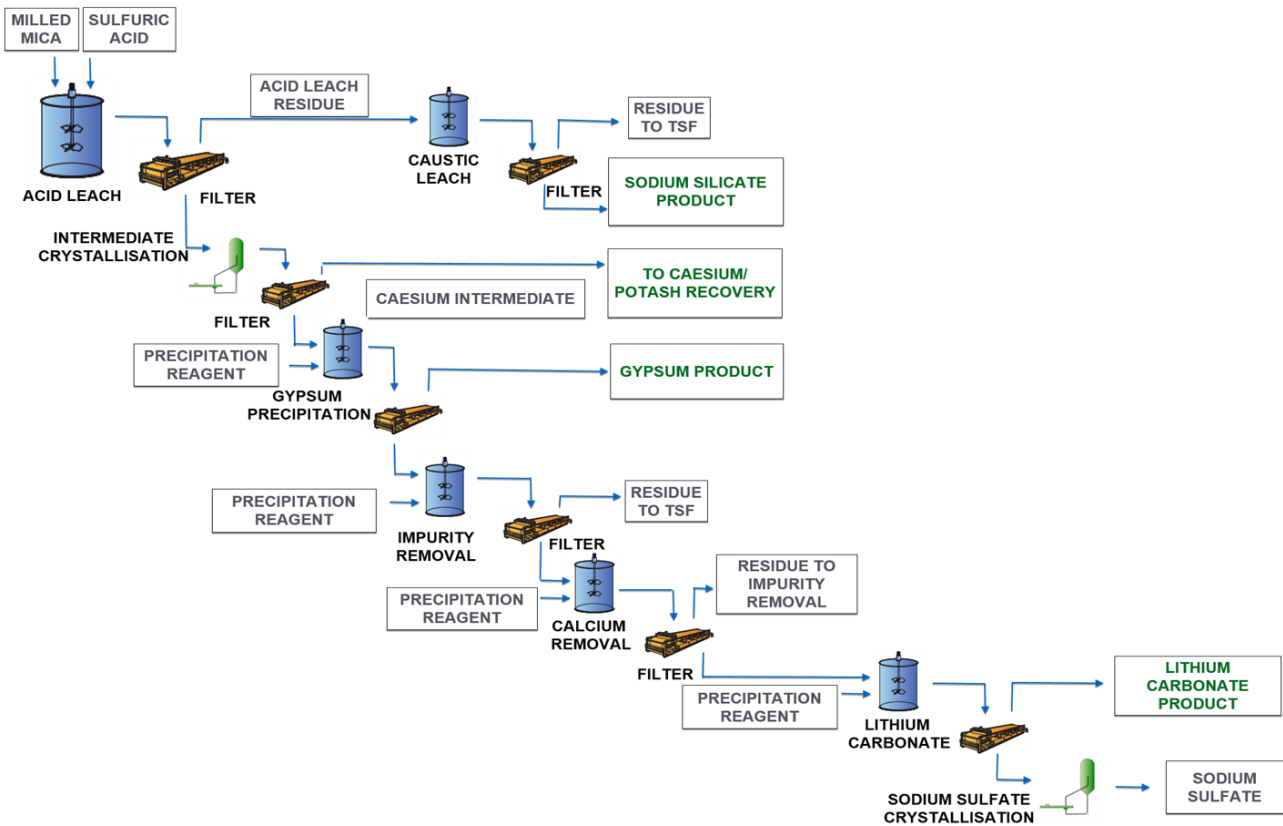 MILLED
MICA
SULFURIC
ACID
ACID LEACH
RESIDUE
RESIDUE
TO TSF
ACID LEACH
FILTER
CAUSTIC
LEACH
FILTER
SODIUM SILICATE
PRODUCT
INTERMEDIATE
CRYSTALLISATION
TO CAESIUM/
POTASH RECOVERY
CAESIUM INTERMEDIATE
FILTER
PRECIPITATION
REAGENT
GYPSUM
PRECIPITATION
GYPSUM PRODUCT
PRECIPITATION
REAGENT
IMPURITY
REMOVAL
RESIDUE
TO TSF
FILTER
PRECIPITATION
REAGENT
CALCIUM
REMOVAL
RESIDUE TO
IMPURITY
REMOVAL
FILTER
PRECIPITATION
REAGENT
LITHIUM
CARBONATE
LITHIUM
CARBONATE
PRODUCT
SODIUM SULFATE
CRYSTALLISATION
SODIUM
SULFATE